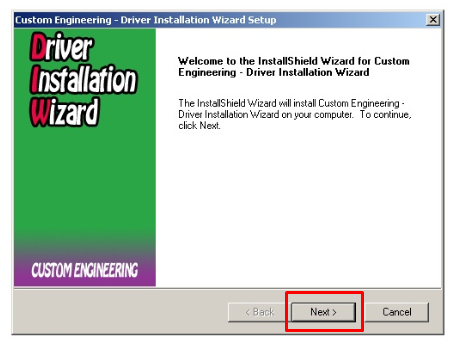 Custom Engineering - Driver Installation Wizard Setup
Driver
Installation
Wizard
Welcome to the InstallShield Wizard for Custom
Engineering - Driver Installation Wizard
The InstallShield Wizard will install Custom Engineering -
Driver Installation Wizard on your computer. To continue,
click Next.
CUSTOM ENGINEERING
< Back
Next >
Cancel